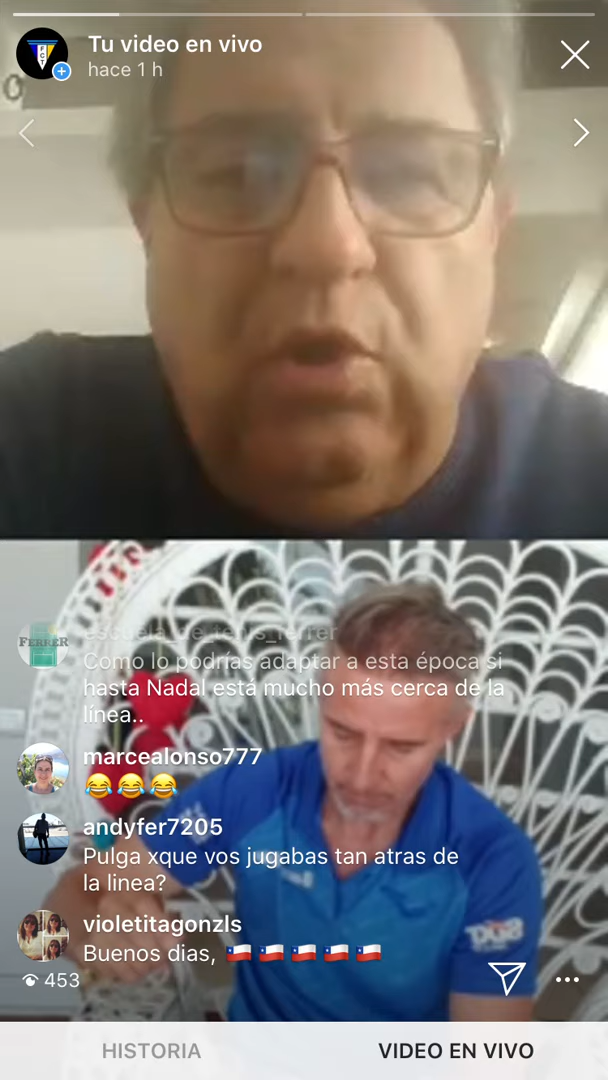 Tu video en vivo
hace 1 h
FERRER
escuela_de_tenis_ferrer
Como lo podrías adaptar a esta época si
hasta Nadal está mucho más cerca de la
línea..
marcealonso777
😂😂😂
andyfer7205
Pulga xque vos jugabas tan atras de
la linea?
violetitagonzls
Buenos dias, 🇨🇱 🇨🇱 🇨🇱 🇨🇱 🇨🇱
453
HISTORIA
VIDEO EN VIVO